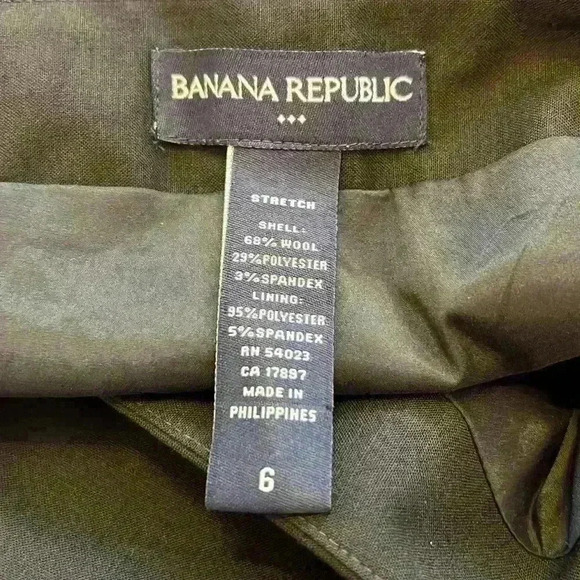 BANANA REPUBLIC
STRETCH
SHELL:
68% WOOL
29%POLYESTER
3%SPANDEX
LINING:
95%POLYESTER
5%SPANDEX
RN 54023
CA 17897
MADE IN
PHILIPPINES
6